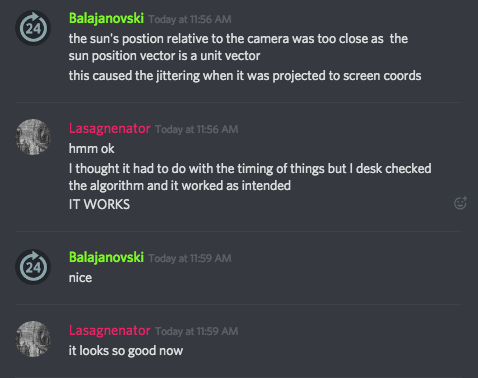 Balajanovski Today at 11:56 AM
24
the sun's postion relative to the camera was too close as the
sun position vector is a unit vector
this caused the jittering when it was projected to screen coords
Lasagnenator Today at 11:56 AM
hmm ok
I thought it had to do with the timing of things but I desk checked
the algorithm and it worked as intended
IT WORKS
Balajanovski Today at 11:59 AM
24
nice
Lasagnenator Today at 11:59 AM
it looks so good now